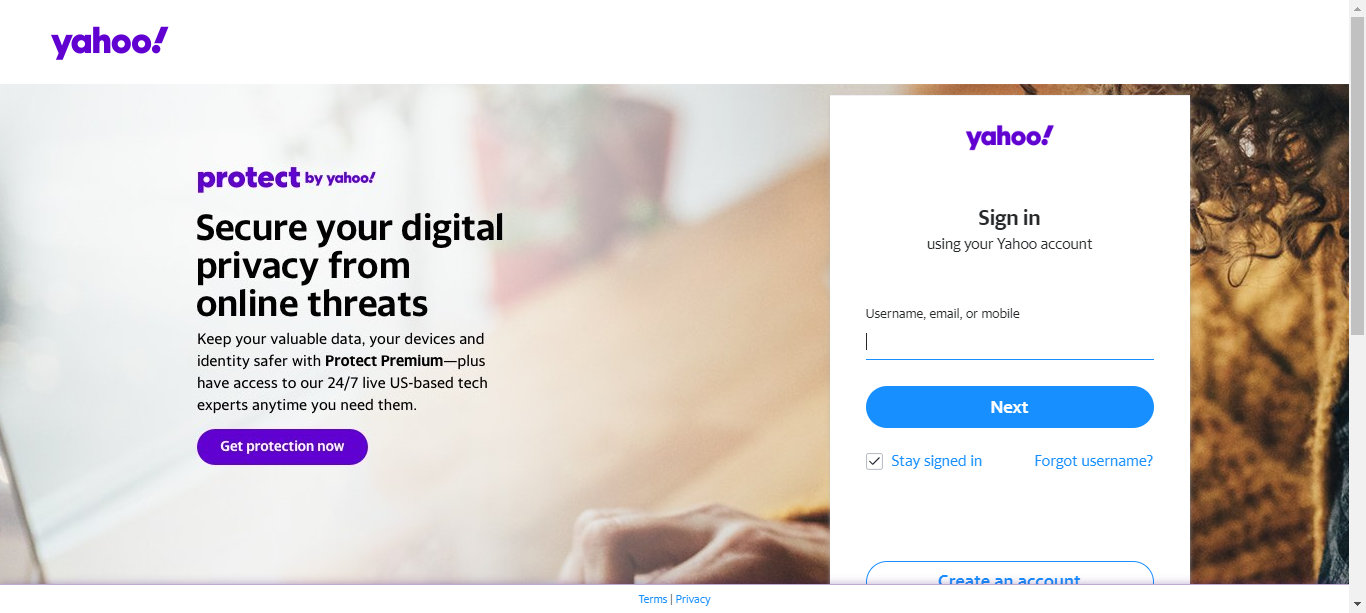 yahoo!
protect by yahoo!
Secure your digital
privacy from
online threats
Keep your valuable data, your devices and
identity safer with Protect Premium—plus
have access to our 24/7 live US-based tech
experts anytime you need them.
Get protection now
yahoo!
Sign in
using your Yahoo account
Username, email, or mobile
Next
Stay signed in
Forgot username?
Create an account
Terms | Privacy